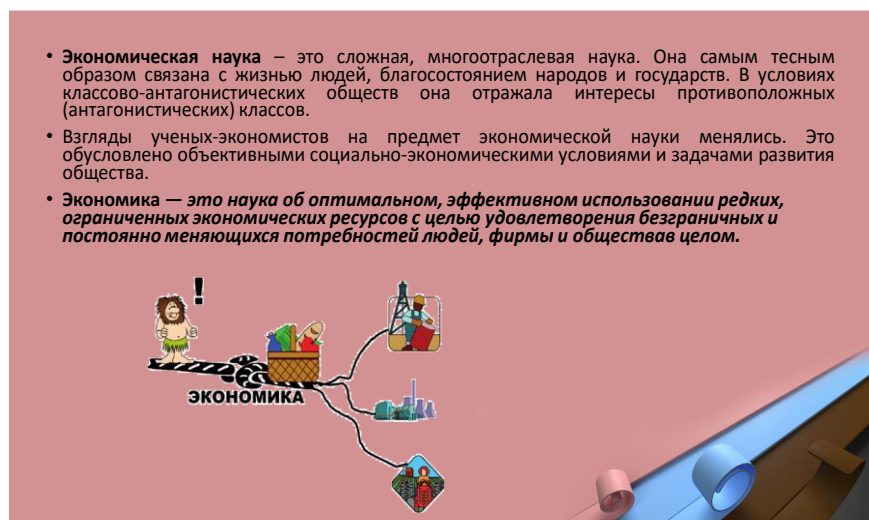 • Экономическая наука – это сложная, многоотраслевая наука. Она самым тесным
образом связана с жизнью людей, благосостоянием народов и государств. В условиях
классово-антагонистических обществ она отражала интересы противоположных
(антагонистических) классов.
• Взгляды ученых-экономистов на предмет экономической науки менялись. Это
обусловлено объективными социально-экономическими условиями и задачами развития
общества.
• Экономика — это наука об оптимальном, эффективном использовании редких,
ограниченных экономических ресурсов с целью удовлетворения безграничных и
постоянно меняющихся потребностей людей, фирмы и обществав целом.
!
ЭКОНОМИКА